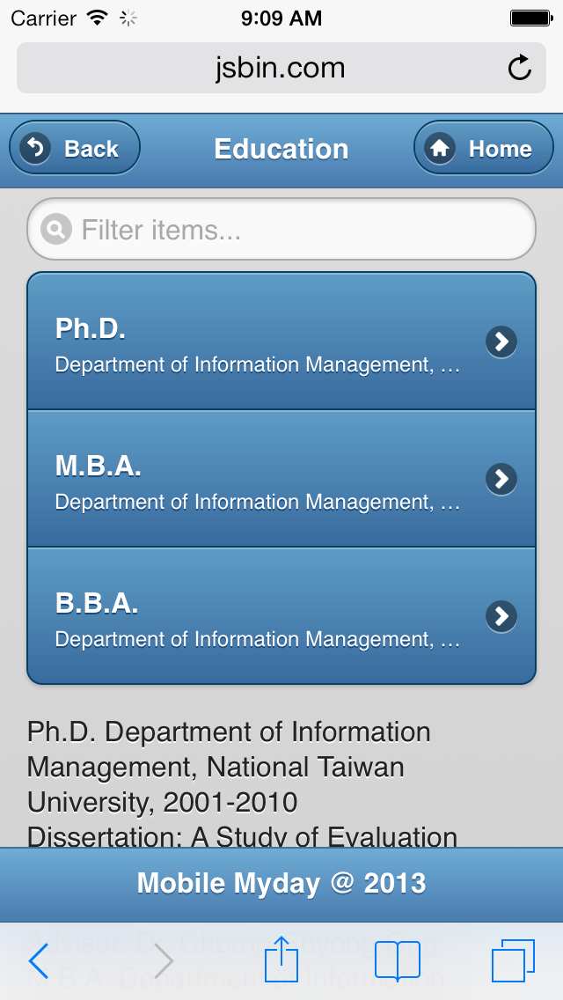 Carrier 9:09 AM
jsbin.com
Back Education Home
Filter items...
Ph.D.
Department of Information Management, ...
M.B.A.
Department of Information Management, ...
B.B.A.
Department of Information Management, ...
Ph.D. Department of Information
Management, National Taiwan
University, 2001-2010
Dissertation: A Study of Evaluation
Mobile Myday @ 2013
Advisor: Dr.
M.B.A. Department of Information